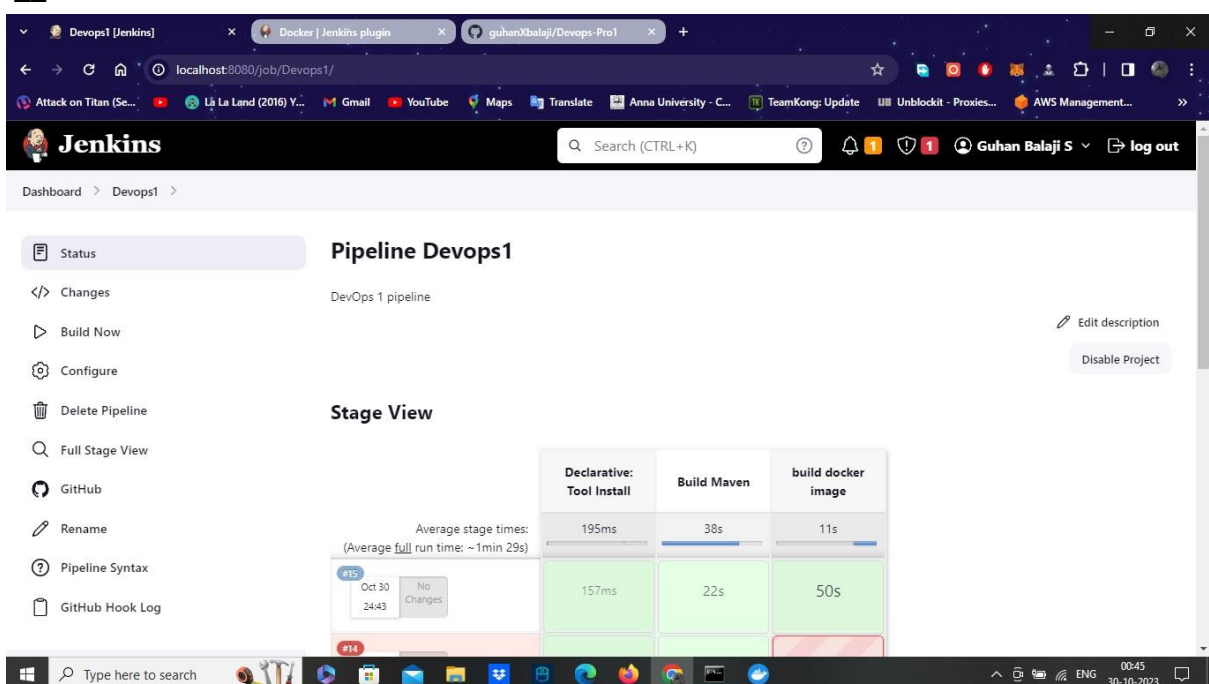 Devops1 [Jenkins]
Docker | Jenkins plugin
guhanXbalaji/Devops-Pro1
localhost:8080/job/Devops1/
Attack on Titan (Se...
La La Land (2016) Y...
Gmail
YouTube
Maps
Translate
Anna University - C...
TeamKong: Update
Unblockit - Proxies...
AWS Management...
»
Jenkins
Search (CTRL+K)
1
1
Guhan Balaji S
log out
Dashboard > Devops1 >
Status
Changes
Build Now
Configure
Delete Pipeline
Full Stage View
GitHub
Rename
Pipeline Syntax
GitHub Hook Log
Pipeline Devops1
DevOps 1 pipeline
Edit description
Disable Project
Stage View
Declarative:
Tool Install
Build Maven
build docker
image
Average stage times:
(Average full run time: ~1min 29s)
195ms
38s
11s
#15
Oct 30
24:43
No
Changes
157ms
22s
50s
#14
Type here to search
ENG
00:45
30-10-2023